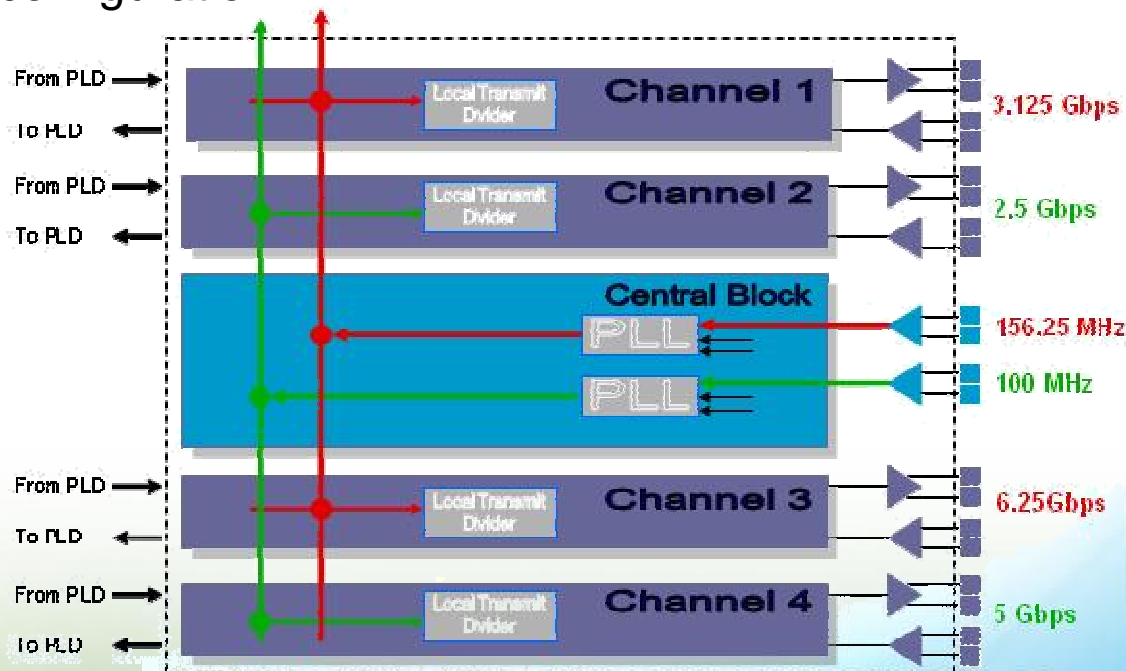 From PLD
Local Transmit
Divider
Channel 1
3.125 Gbps
To PLD
From PLD
Local Transmit
Divider
Channel 2
2.5 Gbps
To PLD
Central Block
PLL
156.25 MHz
PLL
100 MHz
From PLD
Local Transmit
Divider
Channel 3
6.25Gbps
To PLD
From PLD
Local Transmit
Divider
Channel 4
5 Gbps
To PLD